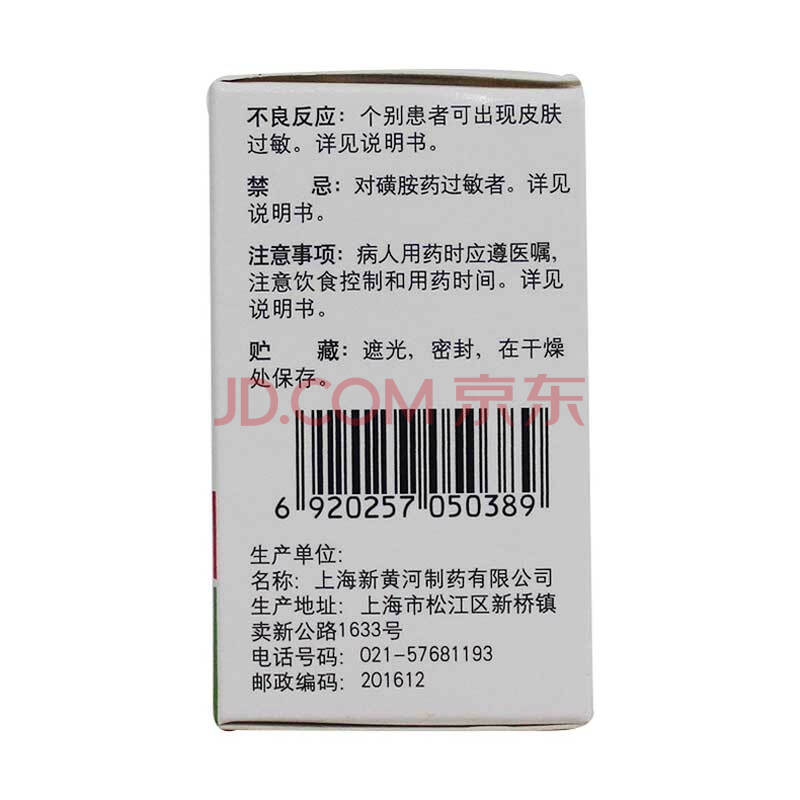 不良反应：个别患者可出现皮肤
过敏。详见说明书。
禁 忌：对磺胺药过敏者。详见
说明书。
注意事项：病人用药时应遵医嘱，
注意饮食控制和用药时间。详见
说明书。
贮 藏：遮光，密封，在干燥
处保存。
JD.COM 京东
6 920257 050389
生产单位：
名称：上海新黄河制药有限公司
生产地址：上海市松江区新桥镇
卖新公路1633号
电话号码：021-57681193
邮政编码：201612